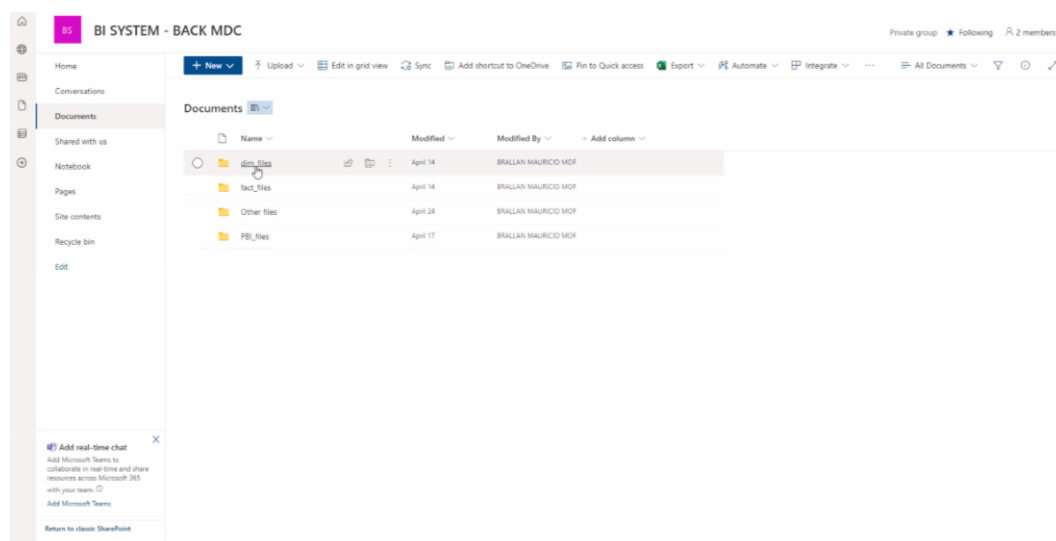 BS BI SYSTEM - BACK MDC
Private group ★ Following 2 members
Home
Conversations
Documents
Shared with us
Notebook
Pages
Site contents
Recycle bin
Edit
+ New Upload Edit in grid view Sync Add shortcut to OneDrive Pin to Quick access Export Automate Integrate ··· All Documents
Documents
Name Modified Modified By + Add column
dim_files April 14 BRALLAN MAURICIO MOF
fact_files April 14 BRALLAN MAURICIO MOF
Other files April 24 BRALLAN MAURICIO MOF
PBI_files April 17 BRALLAN MAURICIO MOF
Add real-time chat
Add Microsoft Teams to
collaborate in real-time and share
resources across Microsoft 365
with your team.
Add Microsoft Teams
Return to classic SharePoint